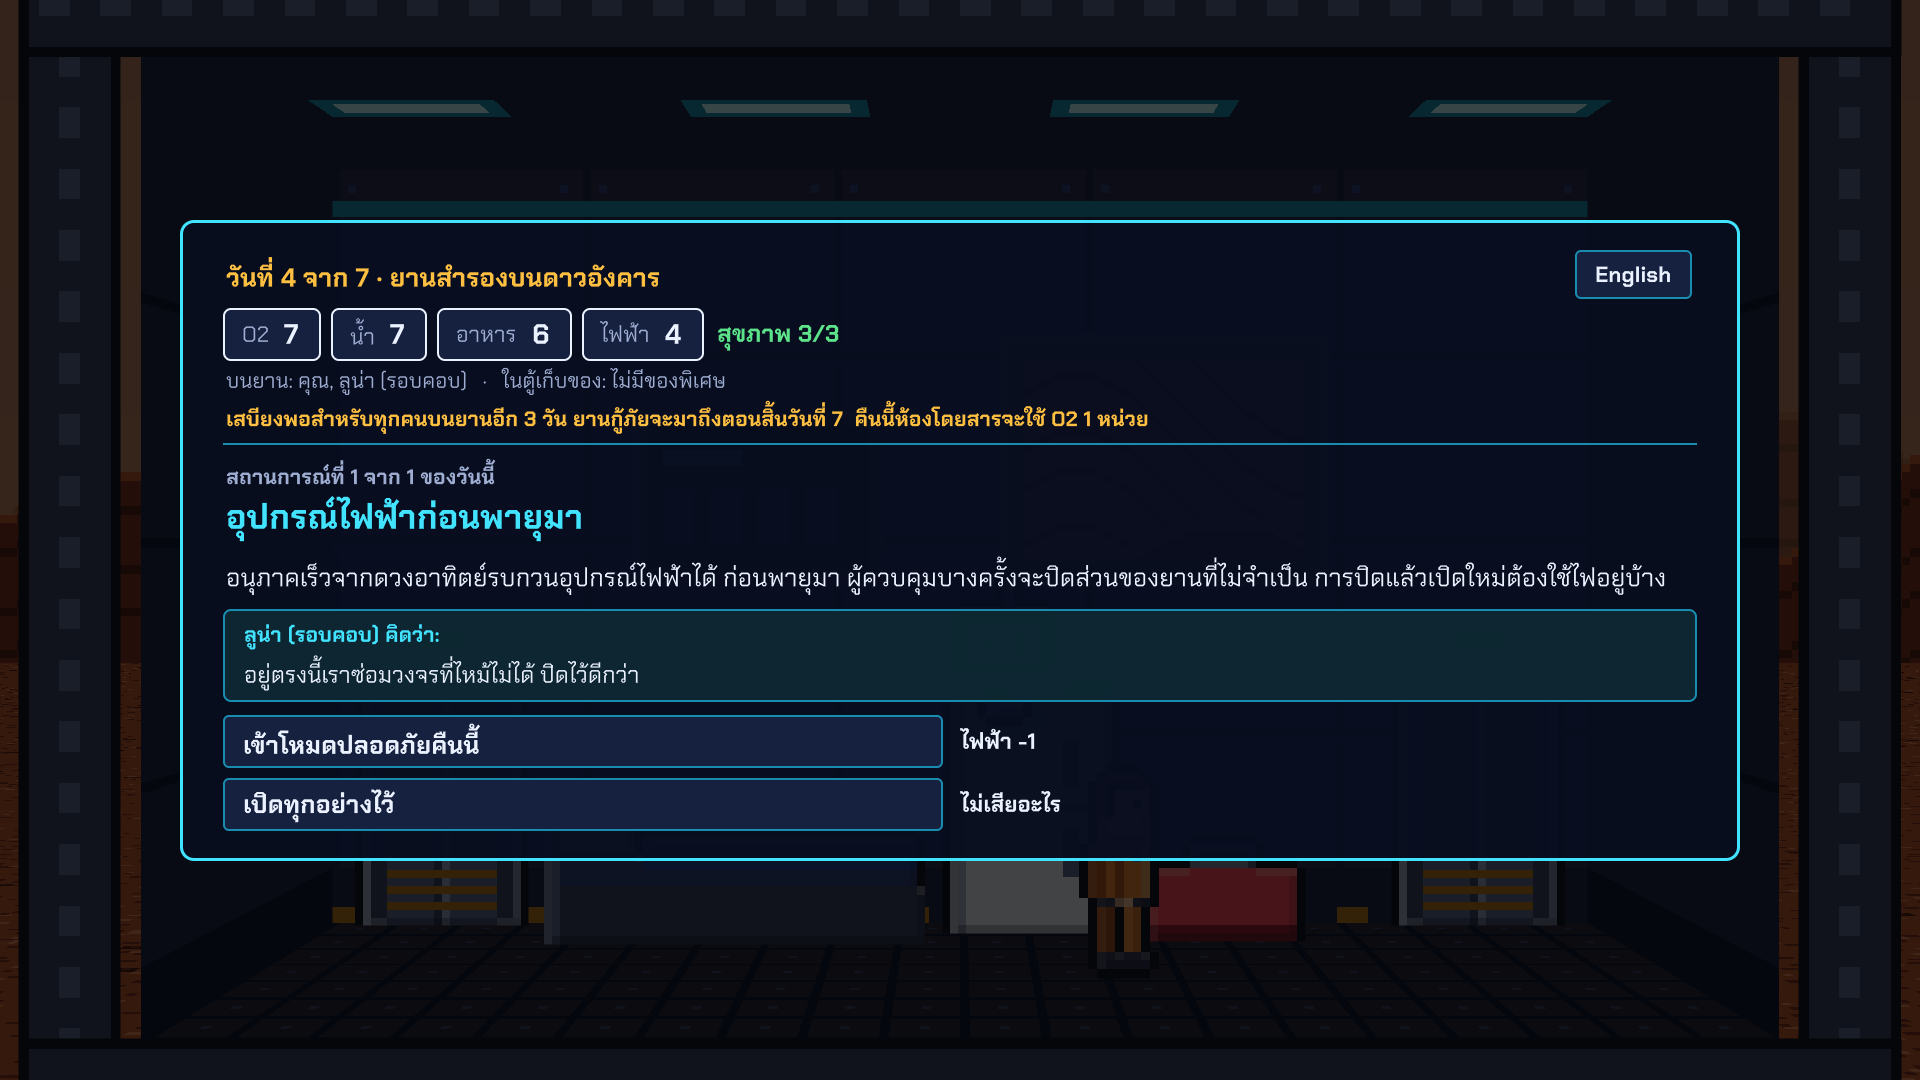 วันที่ 4 จาก 7 · ยานสำรองบนดาวอังคาร
English
O2 7 น้ำ 7 อาหาร 6 ไฟฟ้า 4 สุขภาพ 3/3
บนยาน: คุณ, ลูน่า (รอบคอบ) · ในตู้เก็บของ: ไม่มีของพิเศษ
เสบียงพอสำหรับทุกคนบนยานอีก 3 วัน ยานกู้ภัยจะมาถึงตอนสิ้นวันที่ 7 คืนนี้ห้องโดยสารจะใช้ O2 1 หน่วย
สถานการณ์ที่ 1 จาก 1 ของวันนี้
อุปกรณ์ไฟฟ้าก่อนพายุมา
อนุภาคเร็วจากดวงอาทิตย์รบกวนอุปกรณ์ไฟฟ้าได้ ก่อนพายุมา ผู้ควบคุมบางครั้งจะปิดส่วนของยานที่ไม่จำเป็น การปิดแล้วเปิดใหม่ต้องใช้ไฟอยู่บ้าง
ลูน่า (รอบคอบ) คิดว่า:
อยู่ตรงนี้เราซ่อมวงจรที่ไหม้ไม่ได้ ปิดไว้ดีกว่า
เข้าโหมดปลอดภัยคืนนี้ ไฟฟ้า -1
เปิดทุกอย่างไว้ ไม่เสียอะไร